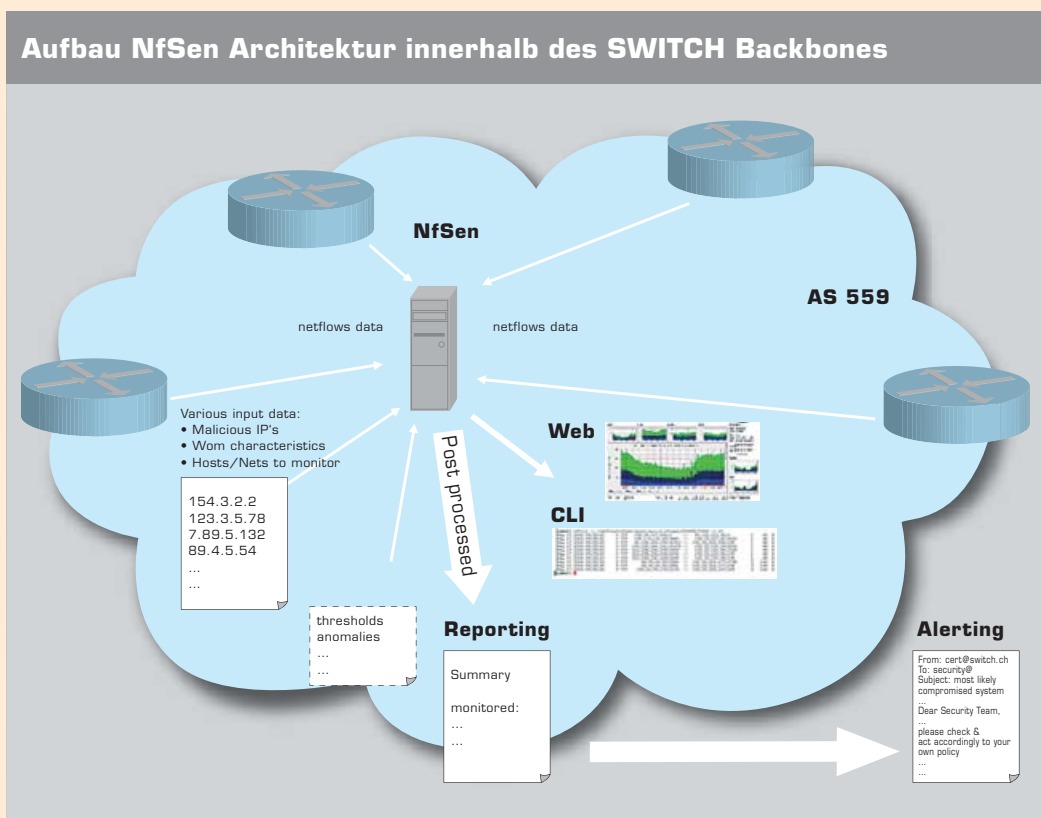 Aufbau NfSen Architektur innerhalb des SWITCH Backbones
NfSen
AS 559
netflows data
netflows data
Various input data:
• Malicious IP's
• Wom characteristics
• Hosts/Nets to monitor
154.3.2.2
123.3.5.78
7.89.5.132
89.4.5.54
...
...
Post processed
Web
CLI
thresholds
anomalies
...
...
Reporting
Summary
monitored:
...
...
Alerting
From: cert@switch.ch
To: security@
Subject: most likely
compromised system
...
Dear Security Team,
...
please check &
act accordingly to your
own policy
...
...